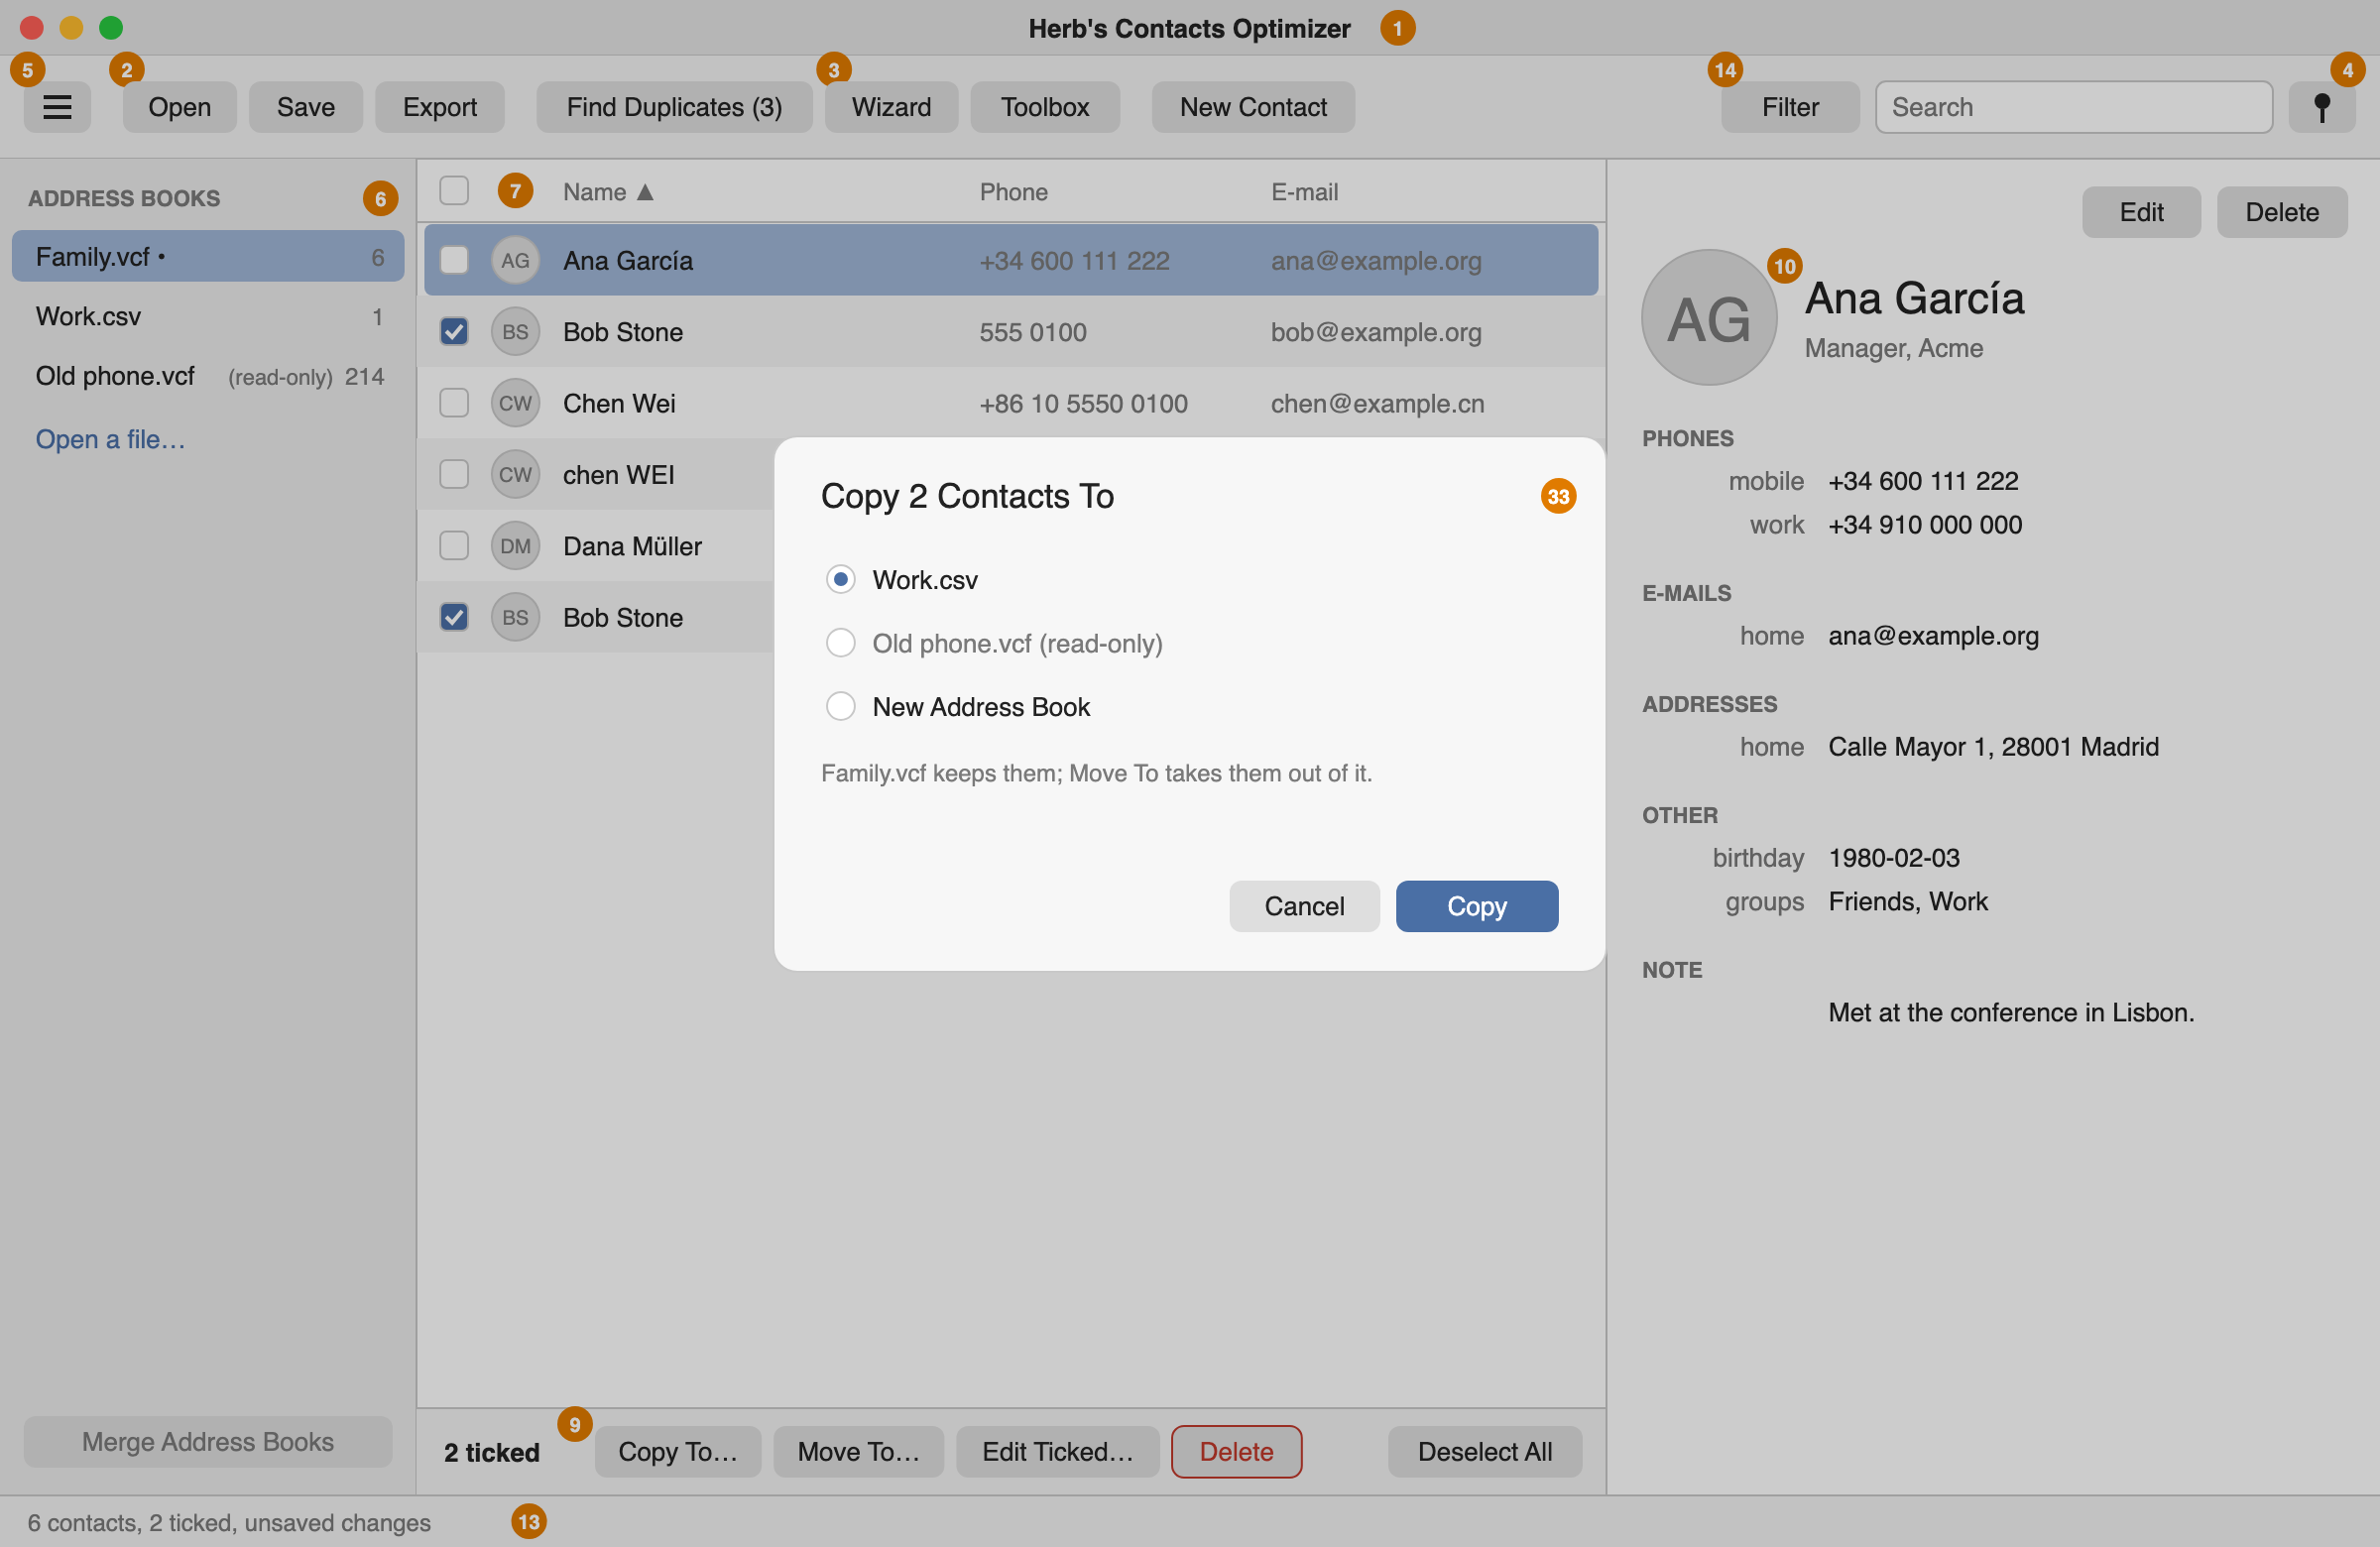 Herb's Contacts Optimizer 1
5 2 3 14 4
Open Save Export Find Duplicates (3) Wizard Toolbox New Contact Filter Search
ADDRESS BOOKS 6
Family.vcf • 6
Work.csv 1
Old phone.vcf (read-only) 214
Open a file…
Merge Address Books
7 Name ▲ Phone E-mail
AG Ana García +34 600 111 222 ana@example.org
BS Bob Stone 555 0100 bob@example.org
CW Chen Wei +86 10 5550 0100 chen@example.cn
CW chen WEI
DM Dana Müller
BS Bob Stone
Copy 2 Contacts To 33
Work.csv
Old phone.vcf (read-only)
New Address Book
Family.vcf keeps them; Move To takes them out of it.
Cancel Copy
9
2 ticked Copy To… Move To… Edit Ticked… Delete Deselect All
Edit Delete
AG 10 Ana García
Manager, Acme
PHONES
mobile +34 600 111 222
work +34 910 000 000
E-MAILS
home ana@example.org
ADDRESSES
home Calle Mayor 1, 28001 Madrid
OTHER
birthday 1980-02-03
groups Friends, Work
NOTE
Met at the conference in Lisbon.
6 contacts, 2 ticked, unsaved changes 13